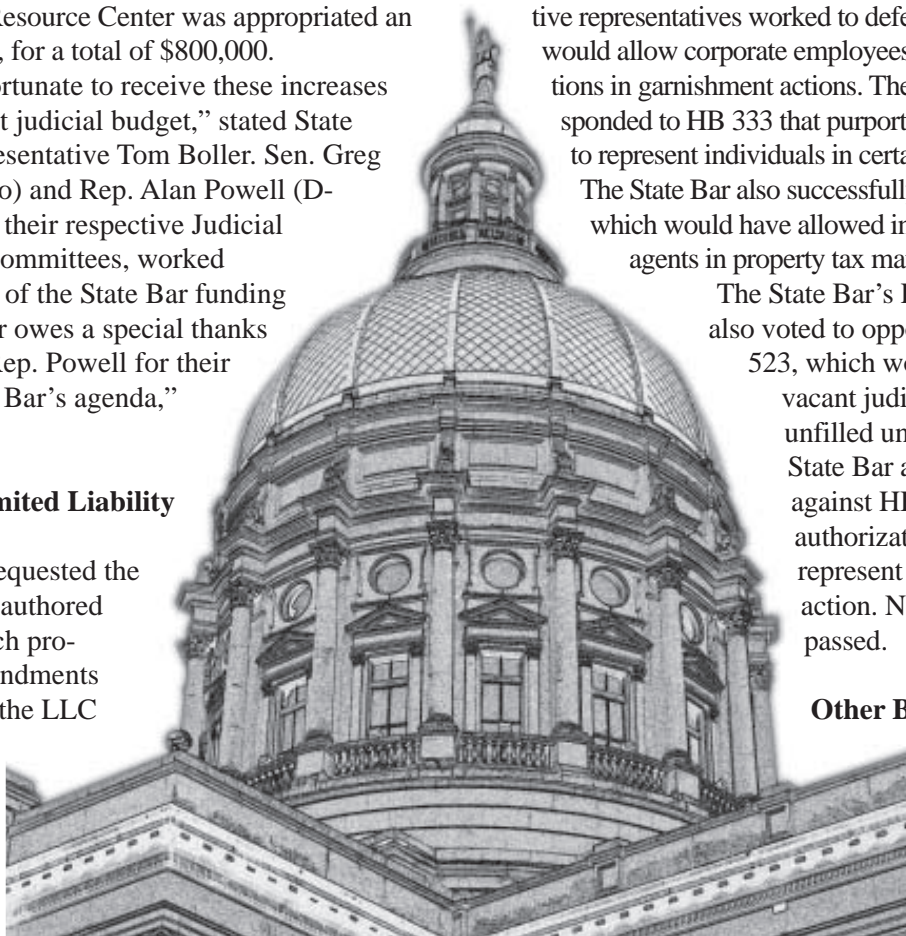 Resource Center was appropriated an
, for a total of $800,000.
rtunate to receive these increases
t judicial budget,” stated State
esentative Tom Boller. Sen. Greg
o) and Rep. Alan Powell (D-
their respective Judicial
ommittees, worked
of the State Bar funding
r owes a special thanks
Rep. Powell for their
Bar’s agenda,”
mited Liability
equested the
authored
ch pro-
endments
the LLC
tive representatives worked to defe
would allow corporate employees
tions in garnishment actions. The
sponded to HB 333 that purport
to represent individuals in certa
The State Bar also successfull
which would have allowed in
agents in property tax ma
The State Bar’s
also voted to oppo
523, which wo
vacant judi
unfilled un
State Bar a
against H
authorizat
represent
action. N
passed.
Other B